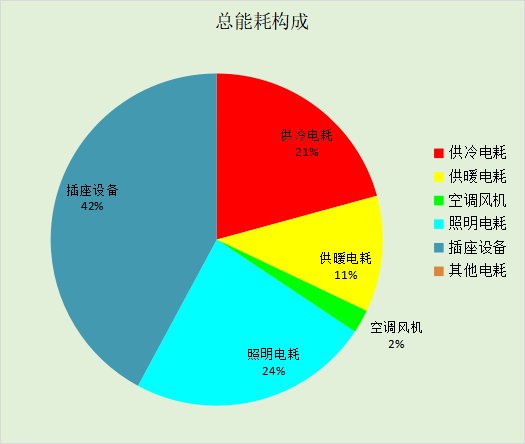 总能耗构成
供冷电耗
21%
供暖电耗
11%
空调风机
2%
照明电耗
24%
插座设备
42%
供冷电耗
供暖电耗
空调风机
照明电耗
插座设备
其他电耗